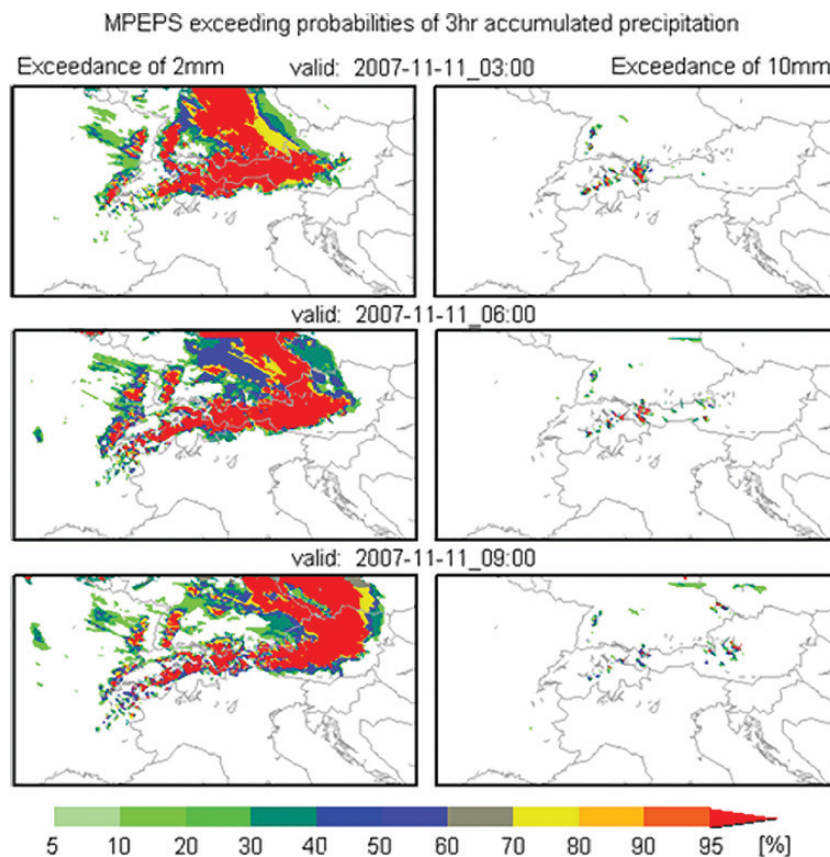 MPEPS exceeding probabilities of 3hr accumulated precipitation
Exceedance of 2mm valid: 2007-11-11_03:00 Exceedance of 10mm
valid: 2007-11-11_06:00
valid: 2007-11-11_09:00
5 10 20 30 40 50 60 70 80 90 95 [%]